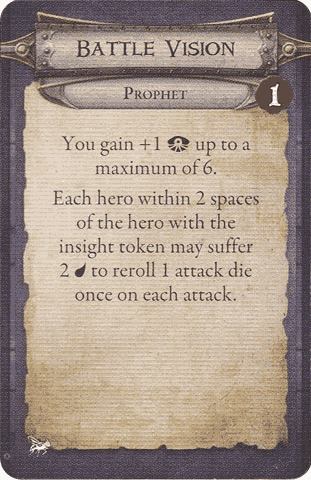 BATTLE VISION
PROPHET
1
You gain +1 up to a
maximum of 6.
Each hero within 2 spaces
of the hero with the
insight token may suffer
2 to reroll 1 attack die
once on each attack.